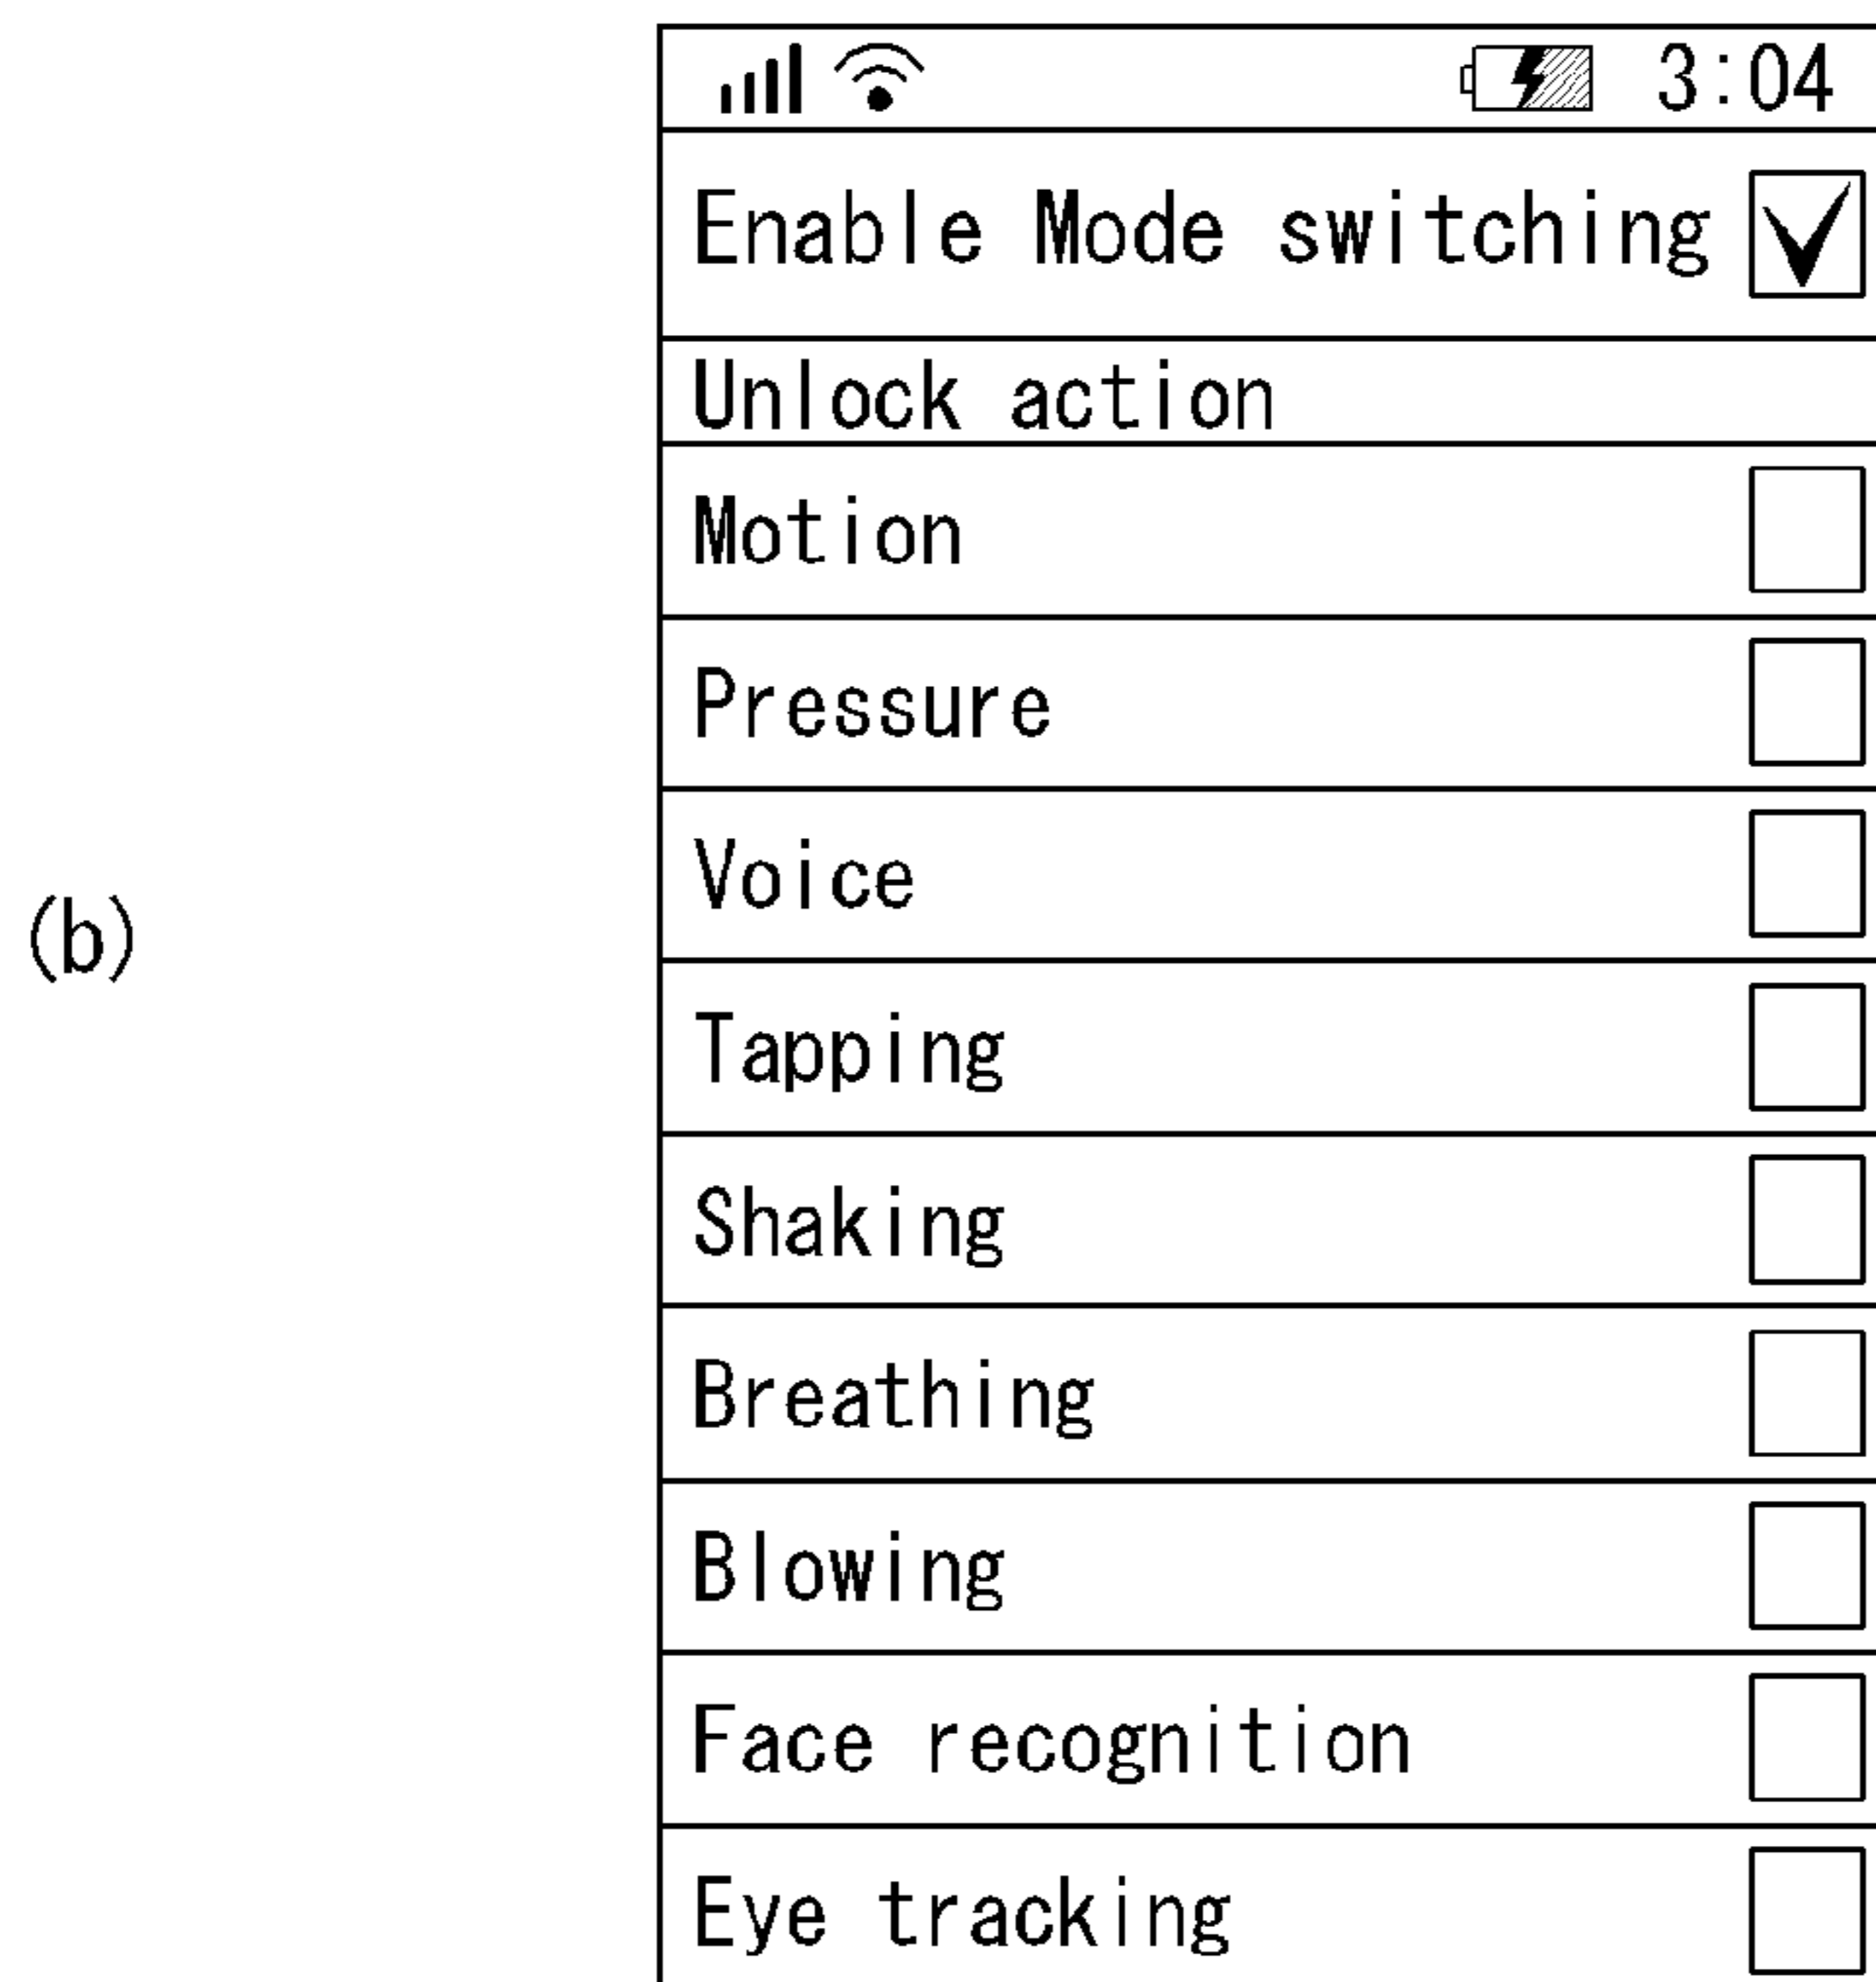 3:04
Enable Mode switching
Unlock action
Motion
Pressure
Voice
(b)
Tapping
Shaking
Breathing
Blowing
Face recognition
Eye tracking